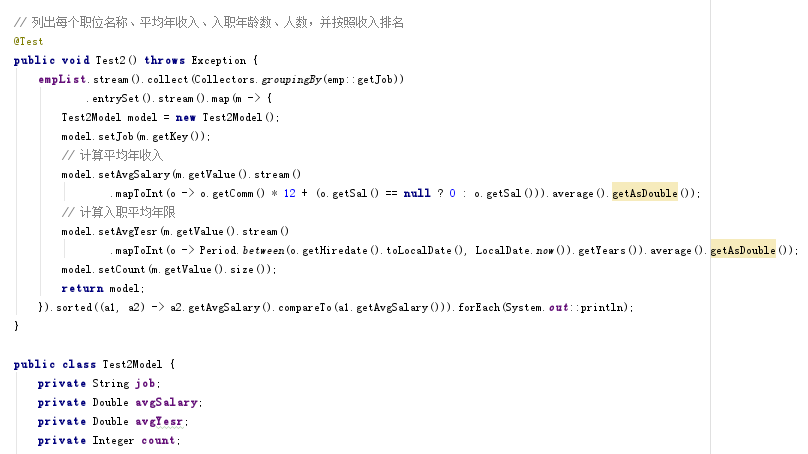 // 列出每个职位名称、平均年收入、入职年龄数、人数，并按照收入排名
@Test
public void Test2() throws Exception {
empList.stream().collect(Collectors.groupingBy(emp::getJob))
.entrySet().stream().map(m -> {
Test2Model model = new Test2Model();
model.setJob(m.getKey());
// 计算平均年收入
model.setAvgSalary(m.getValue().stream()
.mapToInt(o -> o.getComm() * 12 + (o.getSal() == null ? 0 : o.getSal())).average().getAsDouble());
// 计算入职平均年限
model.setAvgYesr(m.getValue().stream()
.mapToInt(o -> Period.between(o.getHiredate().toLocalDate(), LocalDate.now()).getYears()).average().getAsDouble());
model.setCount(m.getValue().size());
return model;
}).sorted((a1, a2) -> a2.getAvgSalary().compareTo(a1.getAvgSalary())).forEach(System.out::println);
}
public class Test2Model {
private String job;
private Double avgSalary;
private Double avgYesr;
private Integer count;